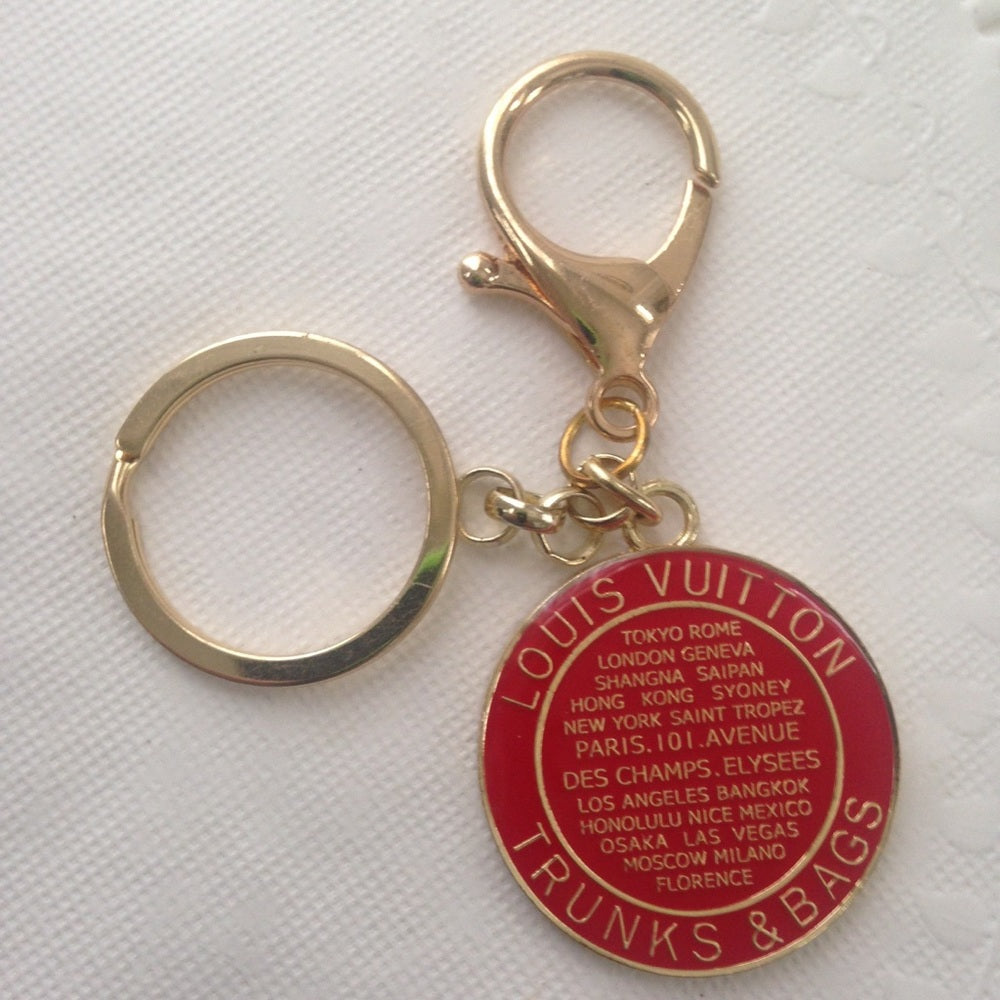 LOUIS VUITTON
TOKYO ROME
LONDON GENEVA
SHANGNA SAIPAN
HONG KONG SYONEY
NEW YORK SAINT TROPEZ
PARIS.101.AVENUE
DES CHAMPS.ELYSEES
LOS ANGELES BANGKOK
HONOLULU NICE MEXICO
OSAKA LAS VEGAS
MOSCOW MILANO
FLORENCE
TRUNKS & BAGS